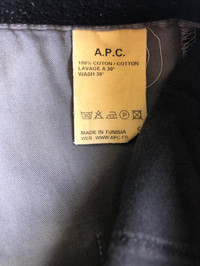 A.P.C.
100% COTON / COTTON
LAVAGE A 30°
WASH 30°
MADE IN TUNISIA
WEB WWW.APC.FR